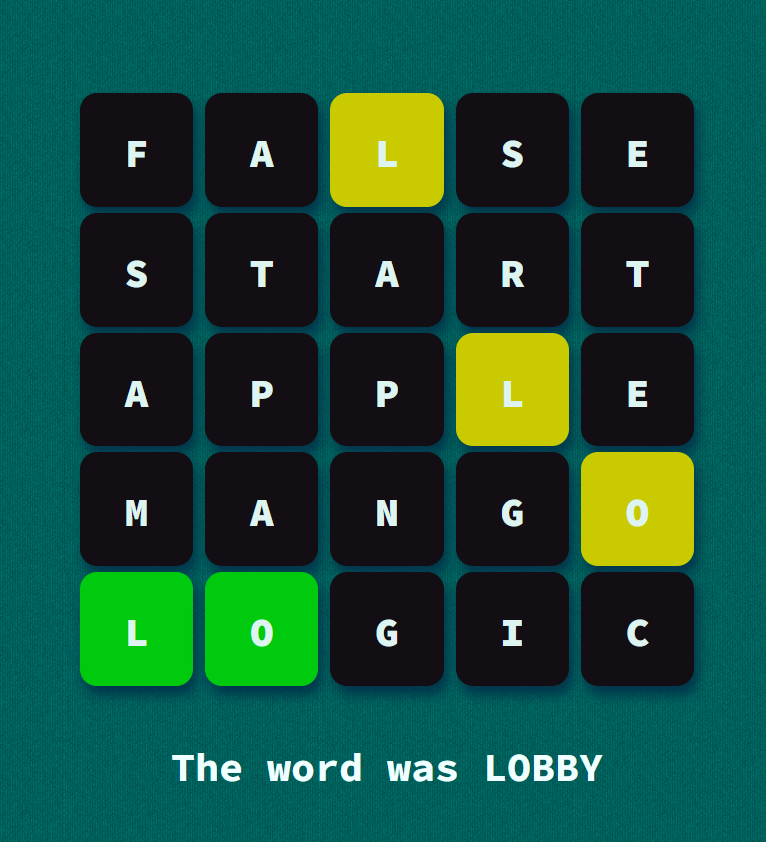 F A L S E
S T A R T
A P P L E
M A N G O
L O G I C
The word was LOBBY